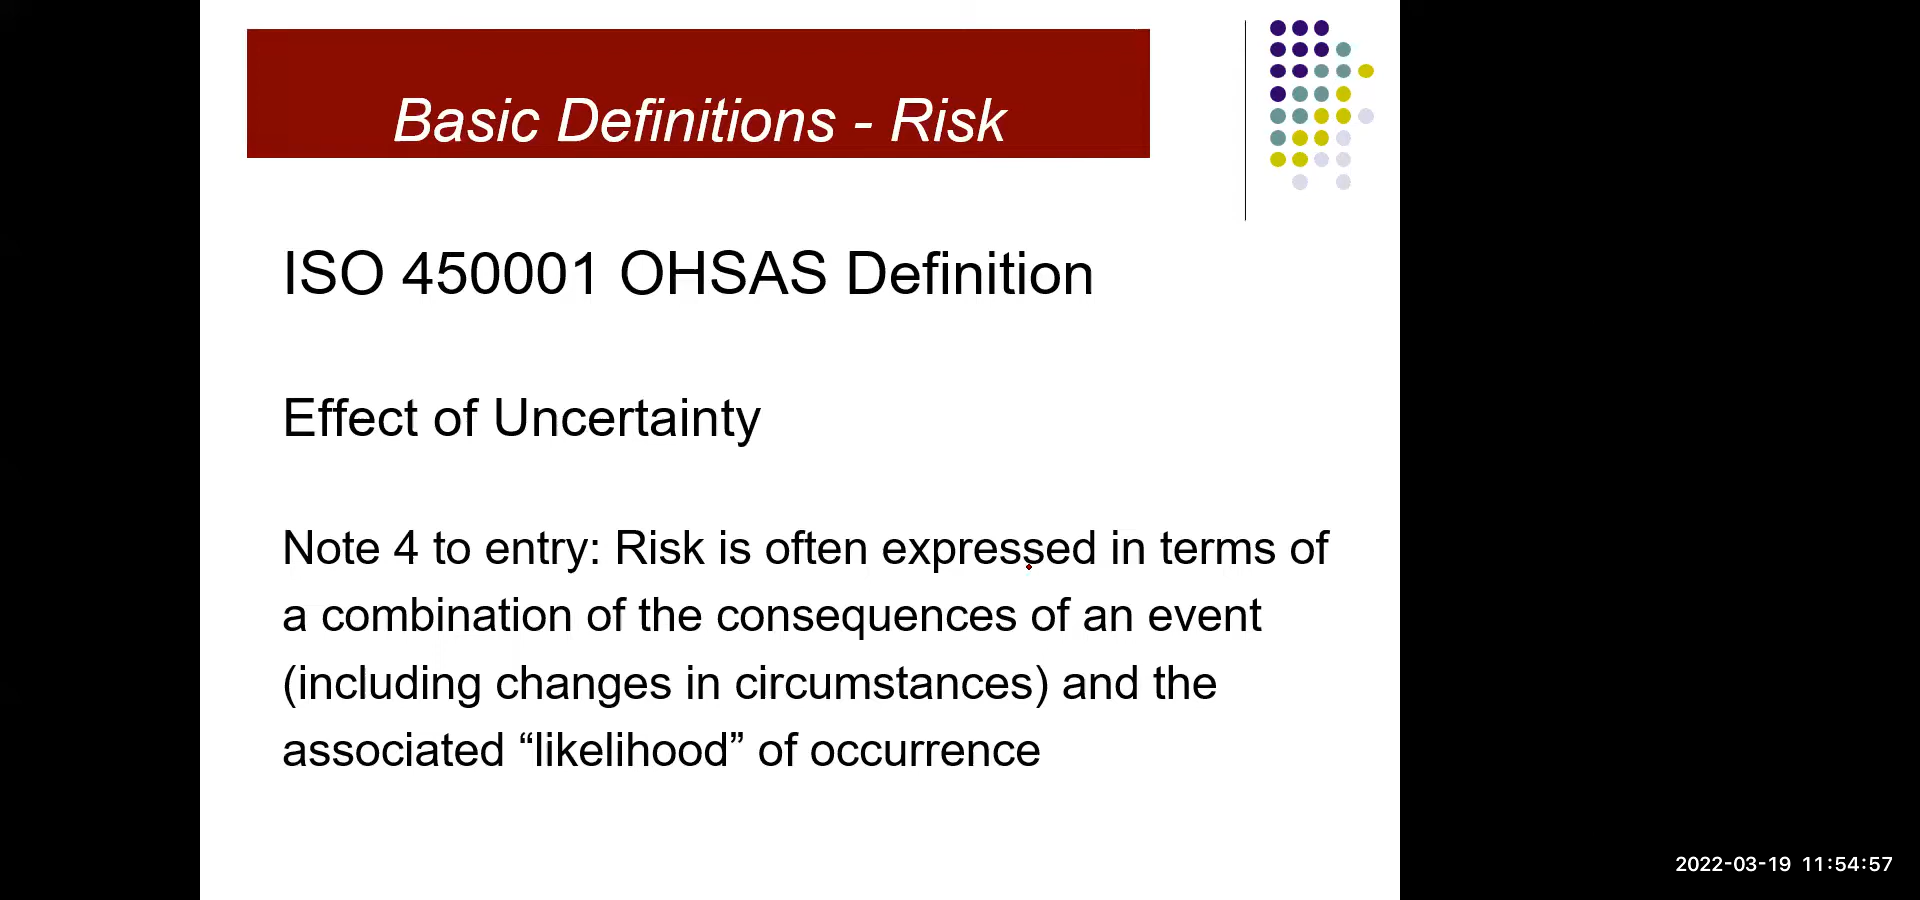 Basic Definitions - Risk
ISO 450001 OHSAS Definition
Effect of Uncertainty
Note 4 to entry: Risk is often expressed in terms of
a combination of the consequences of an event
(including changes in circumstances) and the
associated “likelihood” of occurrence
2022-03-19 11:54:57